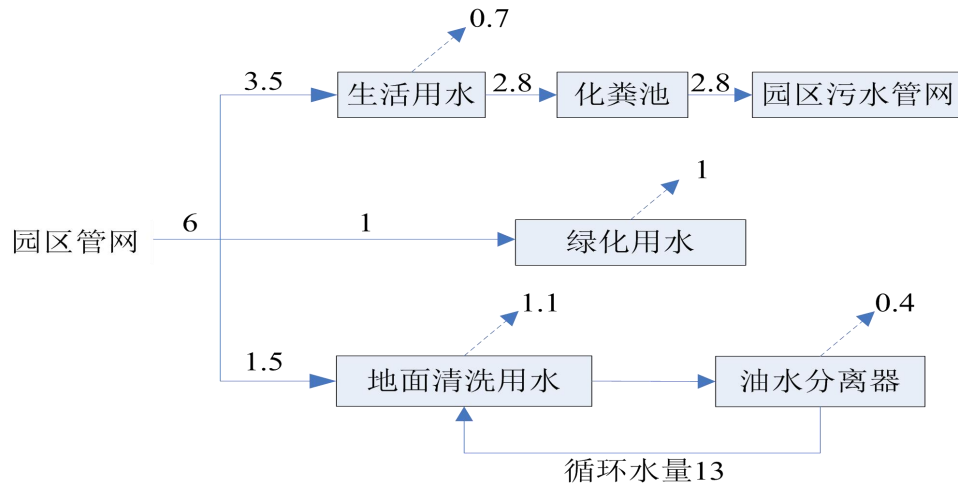 0.7
3.5
生活用水
2.8
化粪池
2.8
园区污水管网
1
园区管网
6
1
绿化用水
1.1
0.4
1.5
地面清洗用水
油水分离器
循环水量13